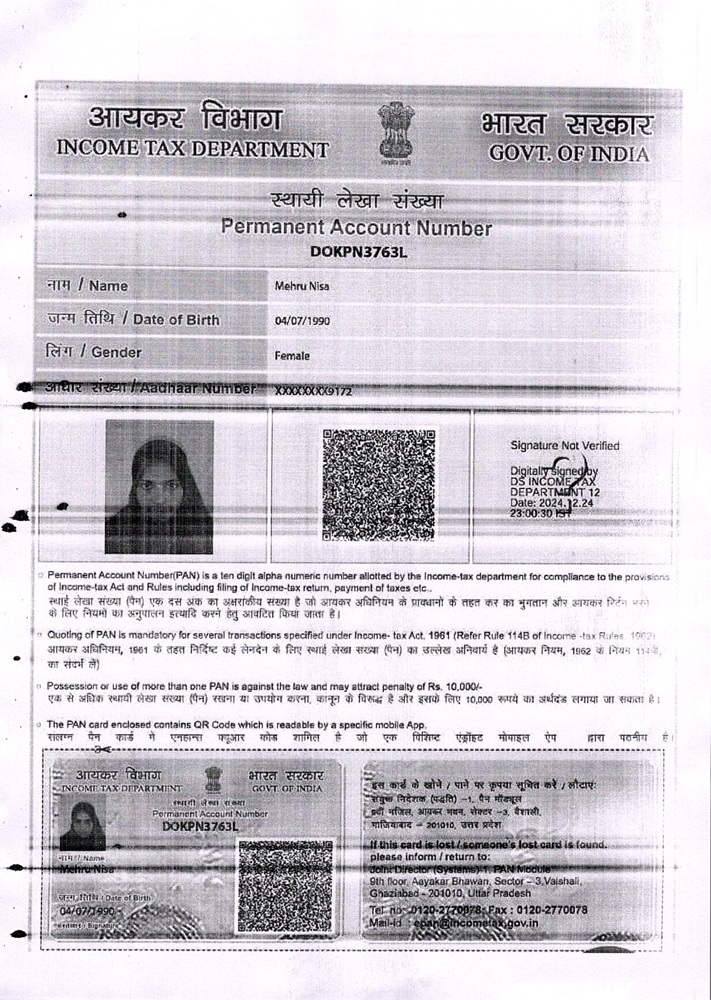 आयकर विभाग
INCOME TAX DEPARTMENT
भारत सरकार
GOVT. OF INDIA
स्थायी लेखा संख्या
Permanent Account Number
DOKPN3763L
नाम / Name
Mehru Nisa
जन्म तिथि / Date of Birth
04/07/1990
लिंग / Gender
Female
आधार संख्या / Aadhaar Number
XXXXXXXX9172
Signature Not Verified
Digitally signed by
DS INCOME TAX
DEPARTMENT 12
Date: 2024.12.24
23:00:30 IST
Permanent Account Number(PAN) is a ten digit alpha numeric number allotted by the Income-tax department for compliance to the provisions
of Income-tax Act and Rules including filing of Income-tax return, payment of taxes etc..
स्थाई लेखा संख्या (पैन) एक दस अंक का अक्षरांकीय संख्या है जो आयकर अधिनियम के प्रावधानों के तहत कर का भुगतान और आयकर रिटर्न भरने
के लिए नियमों का अनुपालन इत्यादि करने हेतु आवंटित किया जाता है।
Quoting of PAN is mandatory for several transactions specified under Income- tax Act, 1961 (Refer Rule 114B of Income -tax Rules, 1962)
आयकर अधिनियम, 1961 के तहत निर्दिष्ट कई लेनदेन के लिए स्थाई लेखा संख्या (पैन) का उल्लेख अनिवार्य है (आयकर नियम, 1962 के नियम 114बी,
का संदर्भ लें)
Possession or use of more than one PAN is against the law and may attract penalty of Rs. 10,000/-
एक से अधिक स्थायी लेखा संख्या (पैन) रखना या उपयोग करना, कानून के विरुद्ध है और इसके लिए 10,000 रूपये का अर्थदंड लगाया जा सकता है।
The PAN card enclosed contains QR Code which is readable by a specific mobile App.
संलग्न पैन कार्ड मे एनहान्स क्यूआर कोड शामिल है जो एक विशिष्ट एंड्रॉइट मोबाइल ऐप द्वारा पठनीय है।
आयकर विभाग
INCOME TAX DEPARTMENT
भारत सरकार
GOVT. OF INDIA
स्थायी लेखा संख्या
Permanent Account Number
DOKPN3763L
नाम / Name
Mehru Nisa
जन्म तिथि / Date of Birth
04/07/1990
हस्ताक्षर / Signature
इस कार्ड के खोने / पाने पर कृपया सूचित करें / लौटाएं:
संयुक्त निदेशक (पद्धति) -1, पैन मॉड्यूल
9वीं मंजिल, आयकर भवन, सेक्टर -3, वैशाली,
गाजियाबाद - 201010, उत्तर प्रदेश
If this card is lost / someone's lost card is found,
please inform / return to:
Joint Director (Systems)-1, PAN Module
9th floor, Aayakar Bhawan, Sector - 3,Vaishali,
Ghaziabad - 201010, Uttar Pradesh
Tel no: 0120-2770078, Fax : 0120-2770078
Mail-id : epan@incometax.gov.in